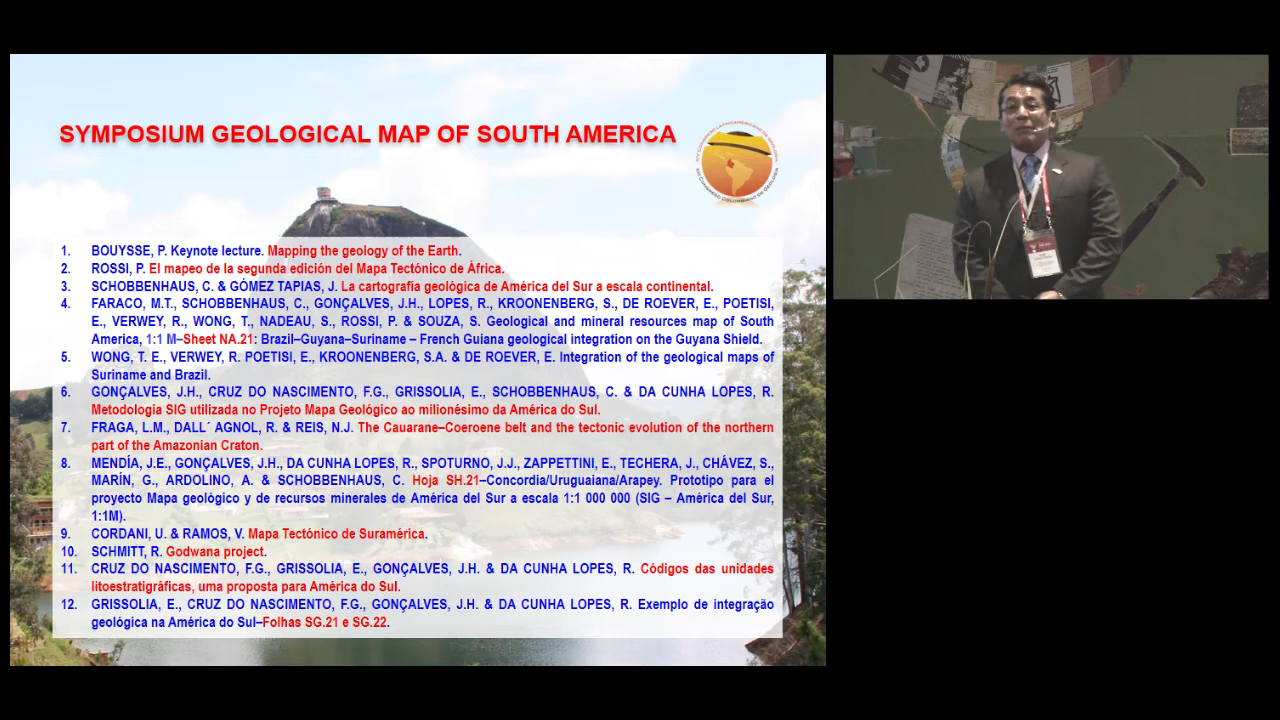 SYMPOSIUM GEOLOGICAL MAP OF SOUTH AMERICA
XIV CONGRESO LATINOAMERICANO DE GEOLOGÍA
XIII CONGRESO COLOMBIANO DE GEOLOGÍA
1. BOUYSSE, P. Keynote lecture. Mapping the geology of the Earth.
2. ROSSI, P. El mapeo de la segunda edición del Mapa Tectónico de África.
3. SCHOBBENHAUS, C. & GÓMEZ TAPIAS, J. La cartografía geológica de América del Sur a escala continental.
4. FARACO, M.T., SCHOBBENHAUS, C., GONÇALVES, J.H., LOPES, R., KROONENBERG, S., DE ROEVER, E., POETISI,
E., VERWEY, R., WONG, T., NADEAU, S., ROSSI, P. & SOUZA, S. Geological and mineral resources map of South
America, 1:1 M–Sheet NA.21: Brazil–Guyana–Suriname – French Guiana geological integration on the Guyana Shield.
5. WONG, T. E., VERWEY, R. POETISI, E., KROONENBERG, S.A. & DE ROEVER, E. Integration of the geological maps of
Suriname and Brazil.
6. GONÇALVES, J.H., CRUZ DO NASCIMENTO, F.G., GRISSOLIA, E., SCHOBBENHAUS, C. & DA CUNHA LOPES, R.
Metodologia SIG utilizada no Projeto Mapa Geológico ao milionésimo da América do Sul.
7. FRAGA, L.M., DALL´ AGNOL, R. & REIS, N.J. The Cauarane–Coeroene belt and the tectonic evolution of the northern
part of the Amazonian Craton.
8. MENDÍA, J.E., GONÇALVES, J.H., DA CUNHA LOPES, R., SPOTURNO, J.J., ZAPPETTINI, E., TECHERA, J., CHÁVEZ, S.,
MARÍN, G., ARDOLINO, A. & SCHOBBENHAUS, C. Hoja SH.21–Concordia/Uruguaiana/Arapey. Prototipo para el
proyecto Mapa geológico y de recursos minerales de América del Sur a escala 1:1 000 000 (SIG – América del Sur,
1:1M).
9. CORDANI, U. & RAMOS, V. Mapa Tectónico de Suramérica.
10. SCHMITT, R. Godwana project.
11. CRUZ DO NASCIMENTO, F.G., GRISSOLIA, E., GONÇALVES, J.H. & DA CUNHA LOPES, R. Códigos das unidades
litoestratigráficas, uma proposta para América do Sul.
12. GRISSOLIA, E., CRUZ DO NASCIMENTO, F.G., GONÇALVES, J.H. & DA CUNHA LOPES, R. Exemplo de integração
geológica na América do Sul–Folhas SG.21 e SG.22.